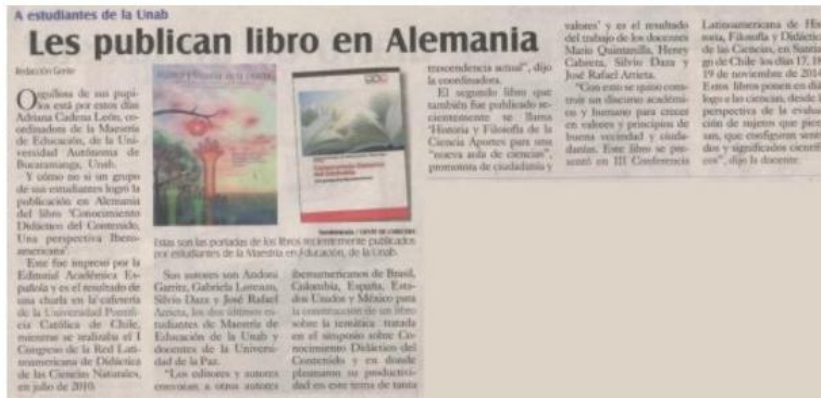 A estudiantes de la Unab
Les publican libro en Alemania
Redacción Gente
Orgullosa de sus pupi-
los está por estos días
Adriana Cadena León, co-
ordinadora de la Maestría
de Educación, de la Uni-
versidad Autónoma de
Bucaramanga, Unab.
Y cómo no si un grupo
de sus estudiantes logró la
publicación en Alemania
del libro 'Conocimiento
Didáctico del Contenido,
Una perspectiva Ibero-
americana'.
Este fue impreso por la
Editorial Académica Es-
pañola y es el resultado de
una charla en la cafetería
de la Universidad Pontifi-
cia Católica de Chile,
mientras se realizaba el I
Congreso de la Red Lati-
noamericana de Didáctica
de las Ciencias Naturales,
en julio de 2010.
Estas son las portadas de los libros recientemente publicados
por estudiantes de la Maestría en Educación, de la Unab.
Sus autores son Andoni
Garritz, Gabriela Lorenzo,
Silvio Daza y José Rafael
Arrieta, los dos últimos es-
tudiantes de Maestría de
Educación de la Unab y
docentes de la Universi-
dad de la Paz.
"Los editores y autores
convocan a otros autores
iberoamericanos de Brasil,
Colombia, España, Esta-
dos Unidos y México para
la construcción de un libro
sobre la temática tratada
en el simposio sobre Co-
nocimiento Didáctico del
Contenido y en donde
plasmaron su productivi-
dad en este tema de tanta
trascendencia actual", dijo
la coordinadora.
El segundo libro que
también fue publicado re-
cientemente se llama
'Historia y Filosofía de la
Ciencia Aportes para una
"nueva aula de ciencias",
promotora de ciudadanía y
valores' y es el resultado
del trabajo de los docentes
Mario Quintanilla, Henry
Cabrera, Silvio Daza y
José Rafael Arrieta.
"Con esto se quiso cons-
truir un discurso académi-
co y humano para crecer
en valores y principios de
buena vecindad y ciuda-
danías. Este libro se pre-
sentó en III Conferencia
Latinoamericana de His-
toria, Filosofía y Didáctica
de las Ciencias, en Santia-
go de Chile los días 17, 18
19 de noviembre de 2014.
Estos libros ponen en diá-
logo a las ciencias, desde la
perspectiva de la evalua-
ción de sujetos que pien-
san, que configuran senti-
dos y significados científi-
cos", dijo la docente.